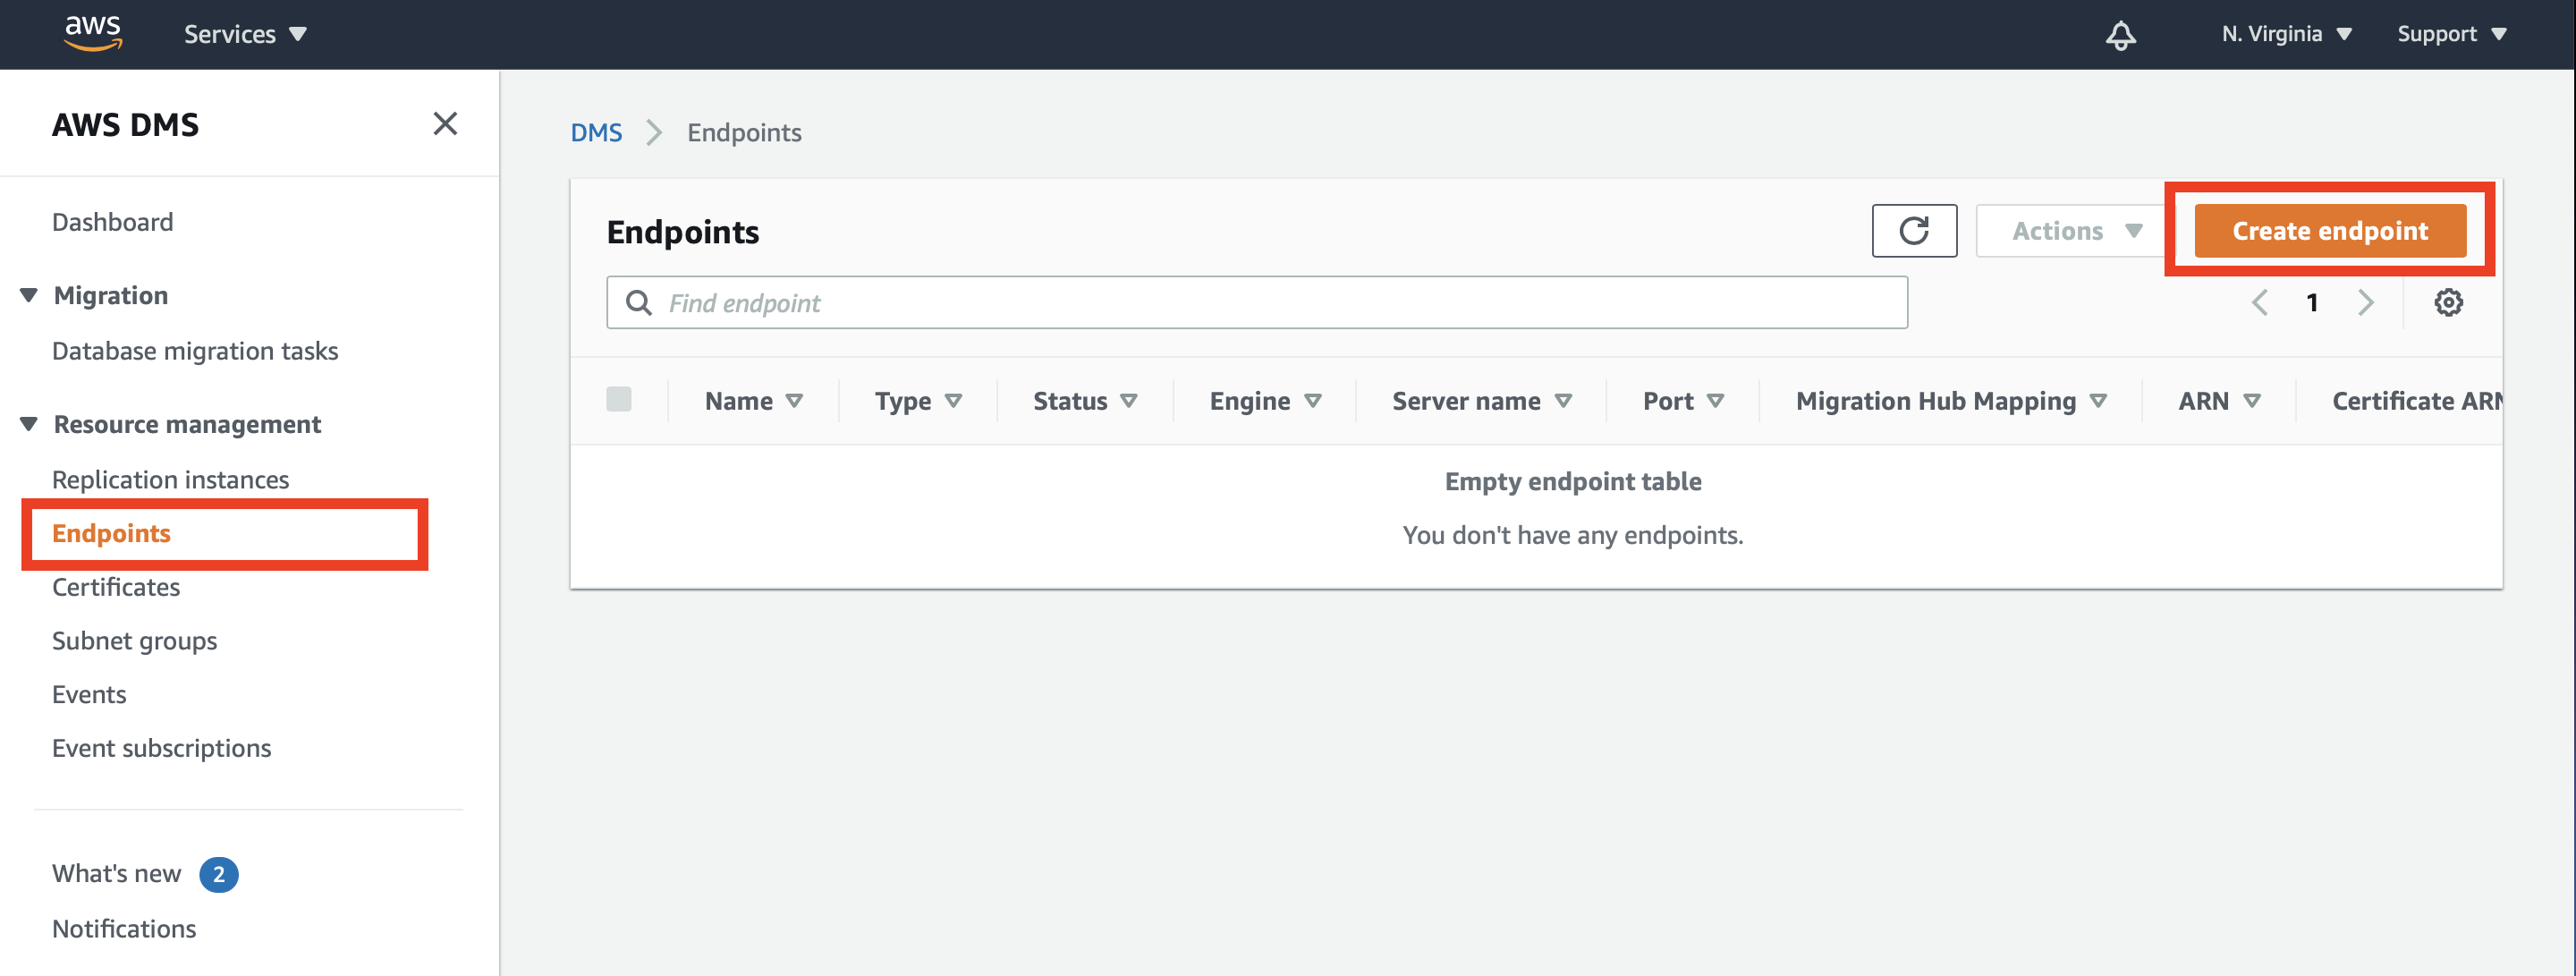 aws
Services
N. Virginia
Support
AWS DMS
Dashboard
Migration
Database migration tasks
Resource management
Replication instances
Endpoints
Certificates
Subnet groups
Events
Event subscriptions
What's new 2
Notifications
DMS Endpoints
Endpoints
Actions
Create endpoint
Find endpoint
1
Name Type Status Engine Server name Port Migration Hub Mapping ARN Certificate ARN
Empty endpoint table
You don't have any endpoints.